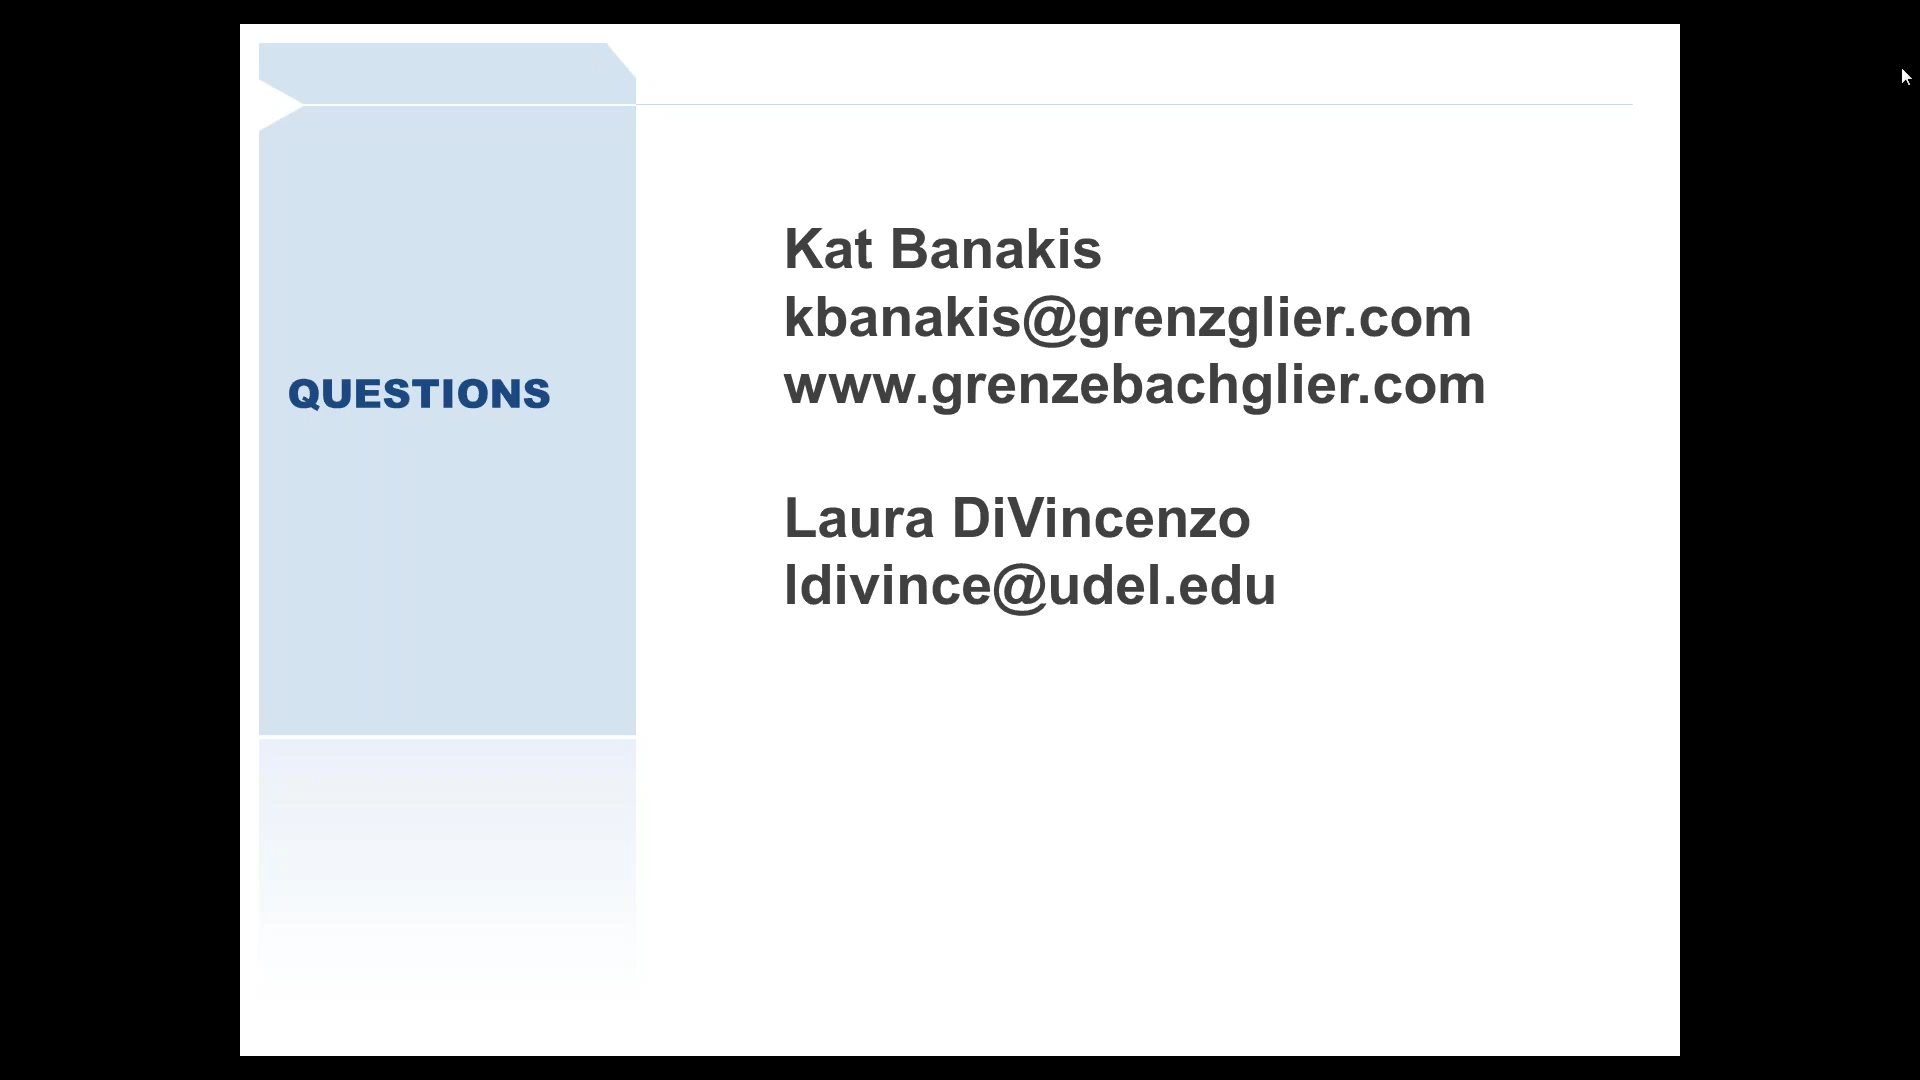 QUESTIONS
Kat Banakis
kbanakis@grenzglier.com
www.grenzebachglier.com
Laura DiVincenzo
ldivince@udel.edu